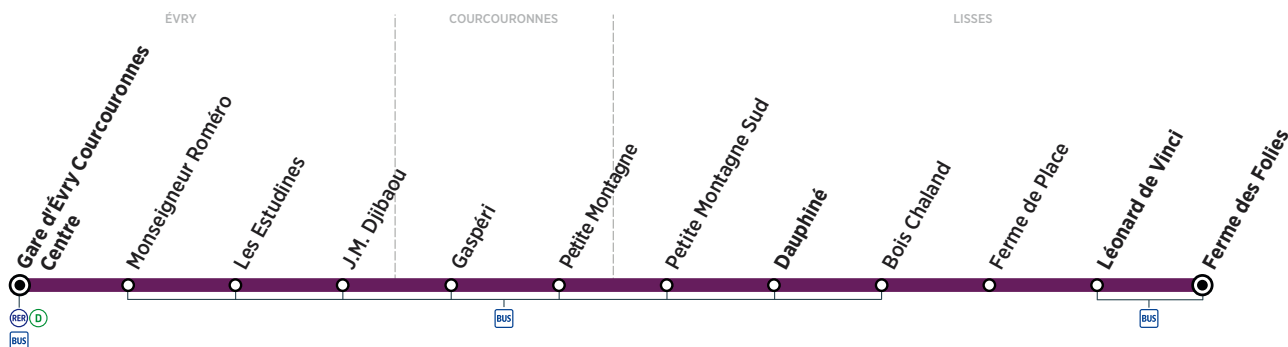 ÉVRY
COURCOURONNES
LISSES
Gare d'Évry Courcouronnes
Centre
Monseigneur Roméro
Les Estudines
J.M. Djibaou
Gaspéri
Petite Montagne
Petite Montagne Sud
Dauphiné
Bois Chaland
Ferme de Place
Léonard de Vinci
Ferme des Folies
RER D
BUS
BUS
BUS